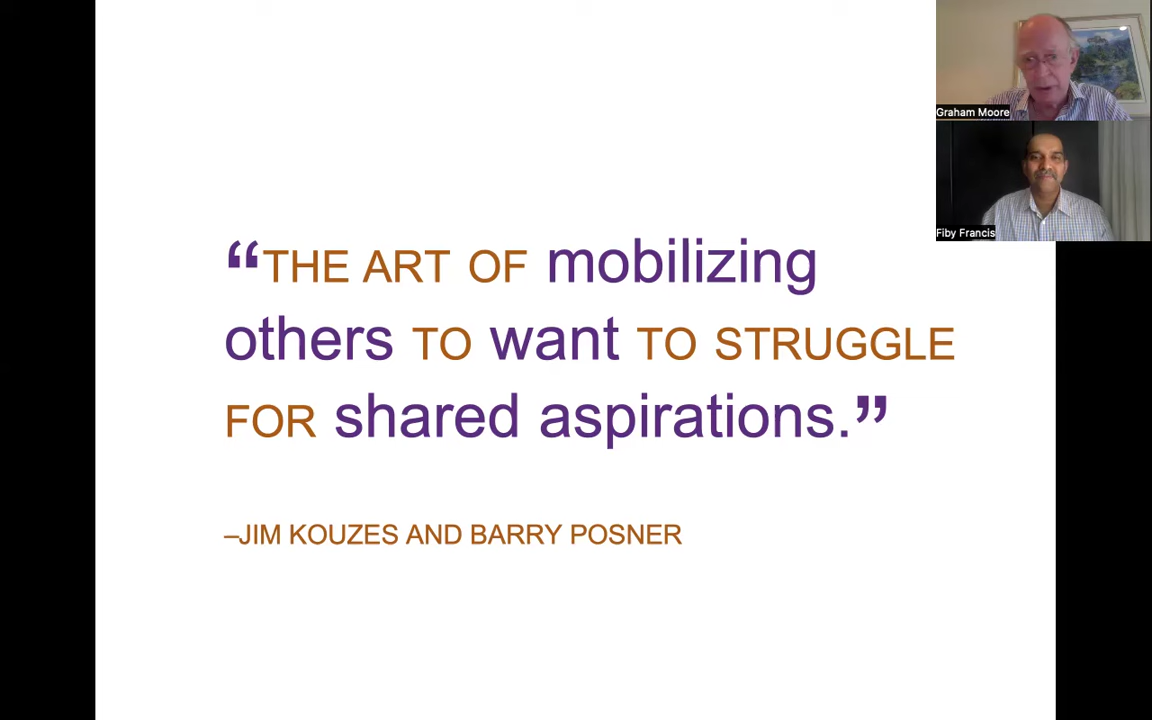 “THE ART OF mobilizing
others TO want TO STRUGGLE
FOR shared aspirations.”
–JIM KOUZES AND BARRY POSNER
Graham Moore
Fiby Francis